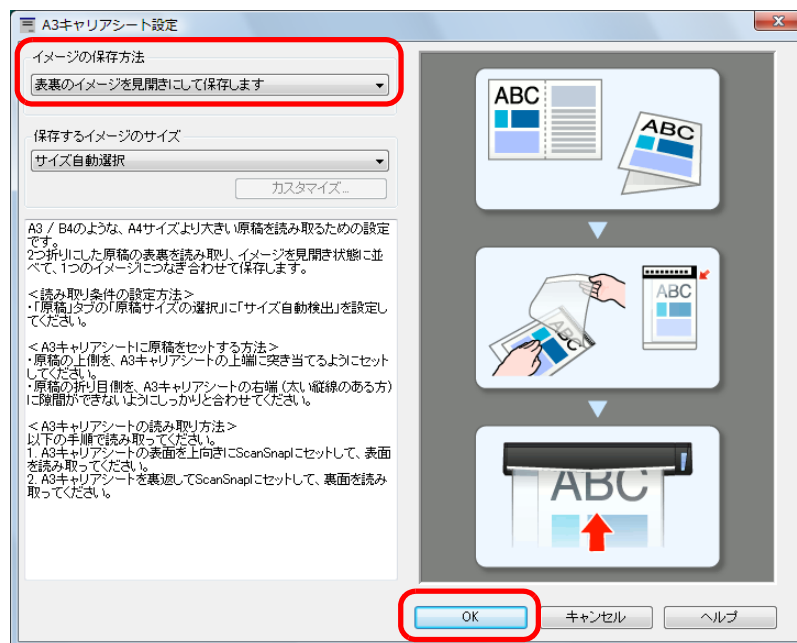 A3キャリアシート設定
イメージの保存方法
表裏のイメージを見開きにして保存します
保存するイメージのサイズ
サイズ自動選択
カスタマイズ...
A3 / B4のような、A4サイズより大きい原稿を読み取るための設定
です。
2つ折りにした原稿の表裏を読み取り、イメージを見開き状態に並
べて、1つのイメージにつなぎ合わせて保存します。
＜読み取り条件の設定方法＞
・「原稿」タブの「原稿サイズの選択」に「サイズ自動検出」を設定し
てください。
＜A3キャリアシートに原稿をセットする方法＞
・原稿の上側を、A3キャリアシートの上端に突き当てるようにセット
してください。
・原稿の折り目側を、A3キャリアシートの右端（太い縦線のある方）
に隙間ができないようにしっかりと合わせてください。
＜A3キャリアシートの読み取り方法＞
以下の手順で読み取ってください。
1. A3キャリアシートの表面を上向きにScanSnapにセットして、表面
を読み取ってください。
2. A3キャリアシートを裏返してScanSnapにセットして、裏面を読み
取ってください。
ABC
ABC
ABC
ABC
ABC
OK
キャンセル
ヘルプ